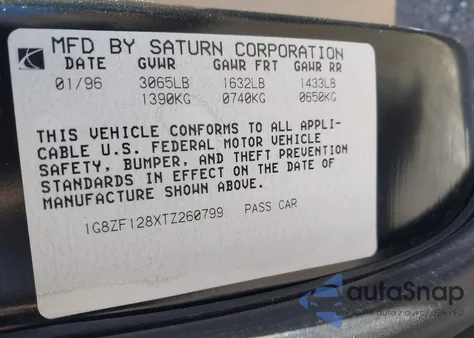 MFD BY SATURN CORPORATION
DATE GVWR GAWR FRT GAWR RR
01/96 3065LB 1632LB 1433LB
1390KG 0740KG 0650KG
THIS VEHICLE CONFORMS TO ALL APPLI-
CABLE U.S. FEDERAL MOTOR VEHICLE
SAFETY, BUMPER, AND THEFT PREVENTION
STANDARDS IN EFFECT ON THE DATE OF
MANUFACTURE SHOWN ABOVE.
1G8ZF128XTZ260799 PASS CAR
autoSnap